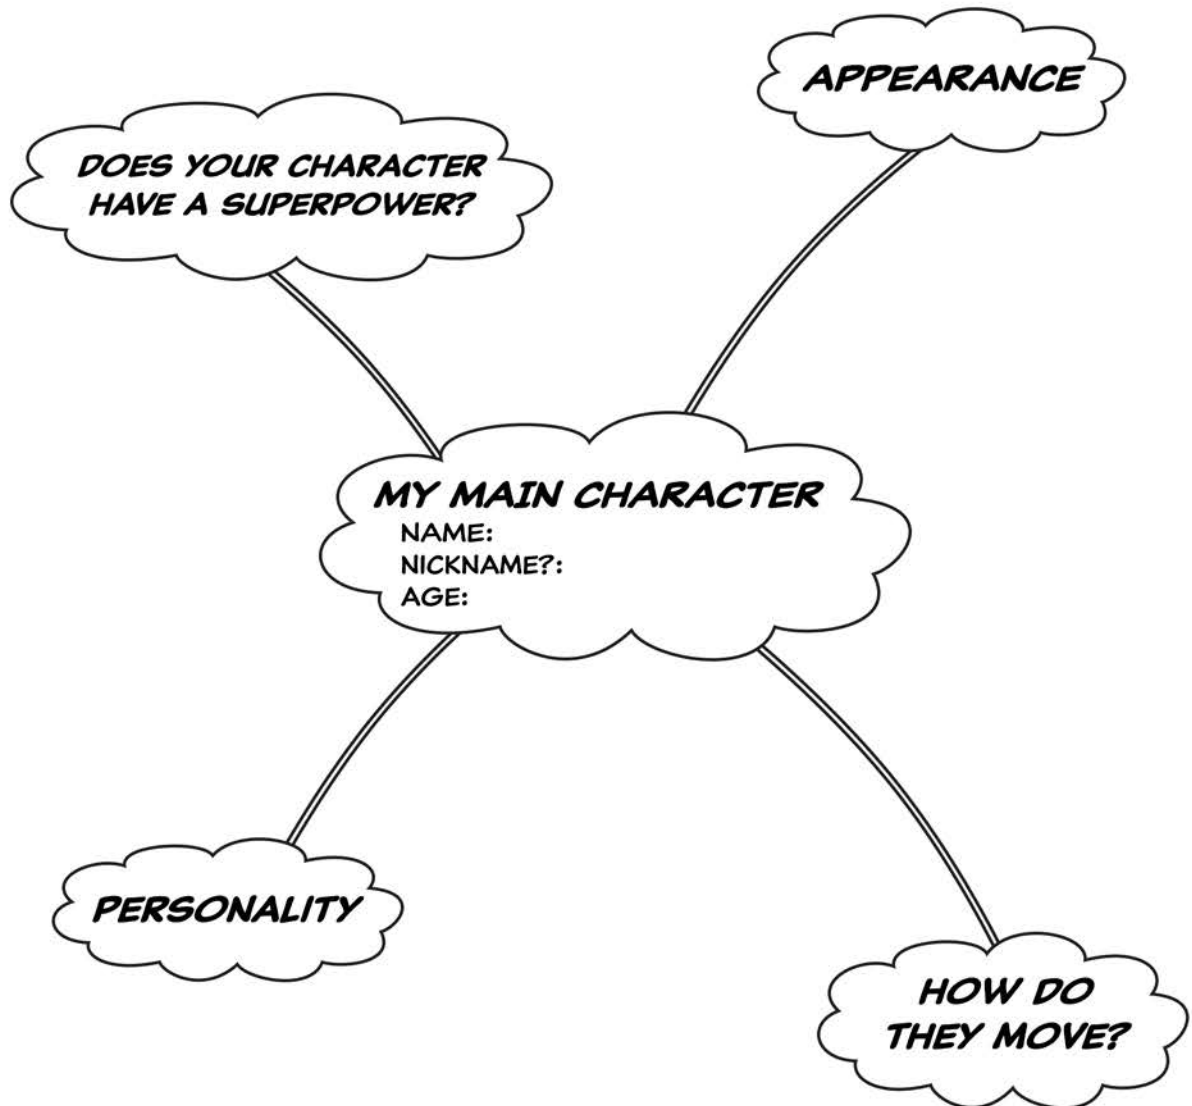 APPEARANCE
DOES YOUR CHARACTER
HAVE A SUPERPOWER?
MY MAIN CHARACTER
NAME:
NICKNAME?:
AGE:
PERSONALITY
HOW DO
THEY MOVE?